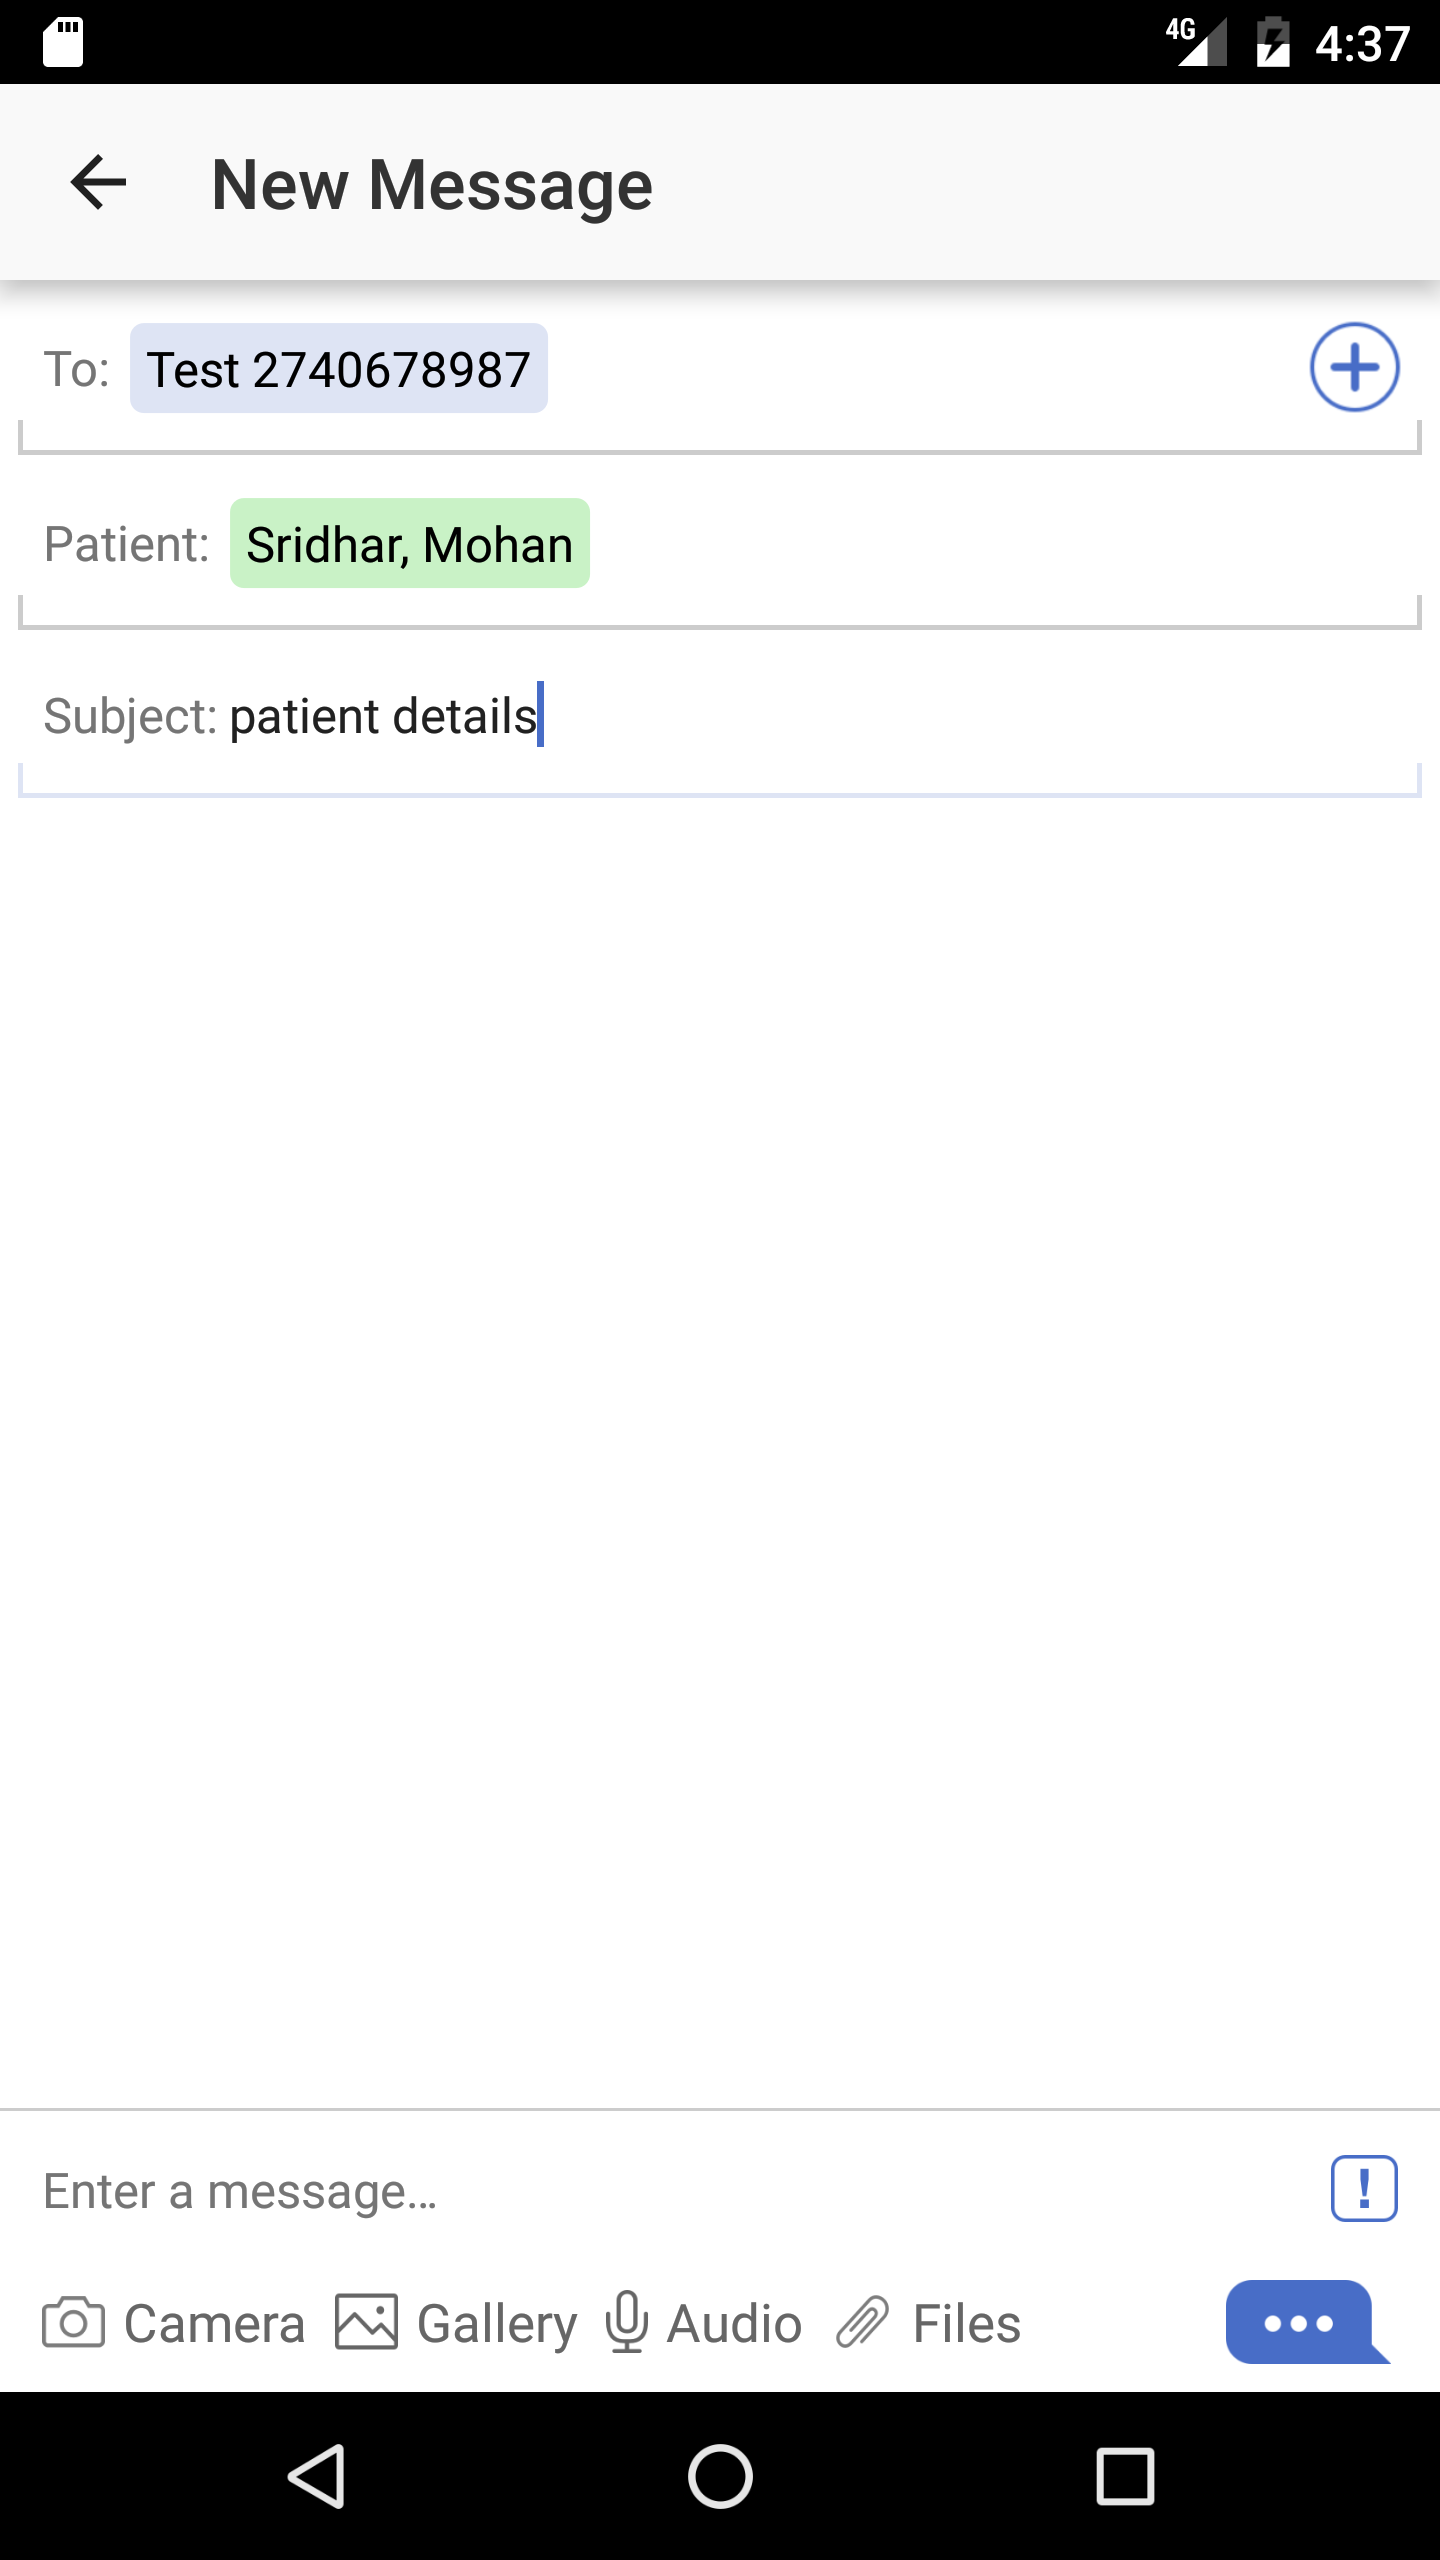 4G 4:37
New Message
To: Test 2740678987
Patient: Sridhar, Mohan
Subject: patient details
Enter a message...
!
Camera Gallery Audio Files